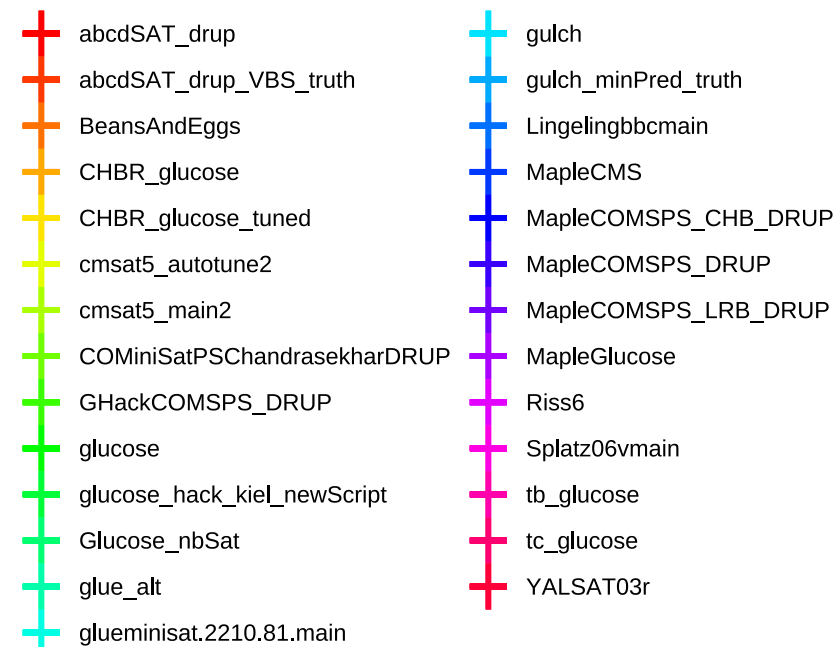 abcdSAT_drup
abcdSAT_drup_VBS_truth
BeansAndEggs
CHBR_glucose
CHBR_glucose_tuned
cmsat5_autotune2
cmsat5_main2
COMiniSatPSChandrasekharDRUP
GHackCOMSPS_DRUP
glucose
glucose_hack_kiel_newScript
Glucose_nbSat
glue_alt
glueminisat.2210.81.main
gulch
gulch_minPred_truth
Lingelingbbcmain
MapleCMS
MapleCOMSPS_CHB_DRUP
MapleCOMSPS_DRUP
MapleCOMSPS_LRB_DRUP
MapleGlucose
Riss6
Splatz06vmain
tb_glucose
tc_glucose
YALSAT03r